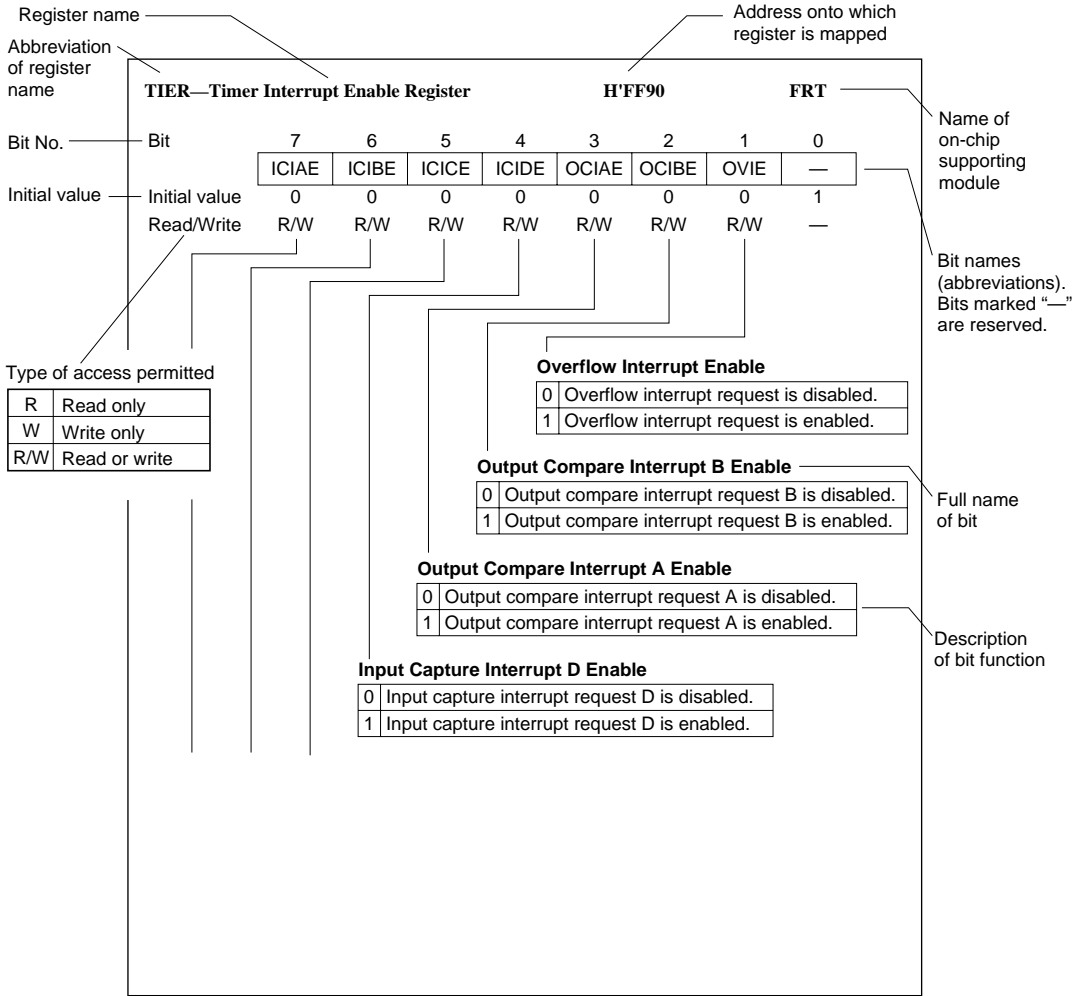 Register name
Address onto which
register is mapped
Abbreviation
of register
name
TIER—Timer Interrupt Enable Register H'FF90 FRT
Name of
on-chip
supporting
module
Bit No. Bit 7 6 5 4 3 2 1 0
ICIAE ICIBE ICICE ICIDE OCIAE OCIBE OVIE —
Initial value Initial value 0 0 0 0 0 0 0 1
Read/Write R/W R/W R/W R/W R/W R/W R/W —
Bit names
(abbreviations).
Bits marked “—”
are reserved.
Type of access permitted
R Read only
W Write only
R/W Read or write
Overflow Interrupt Enable
0 Overflow interrupt request is disabled.
1 Overflow interrupt request is enabled.
Output Compare Interrupt B Enable
0 Output compare interrupt request B is disabled.
1 Output compare interrupt request B is enabled.
Full name
of bit
Output Compare Interrupt A Enable
0 Output compare interrupt request A is disabled.
1 Output compare interrupt request A is enabled.
Description
of bit function
Input Capture Interrupt D Enable
0 Input capture interrupt request D is disabled.
1 Input capture interrupt request D is enabled.